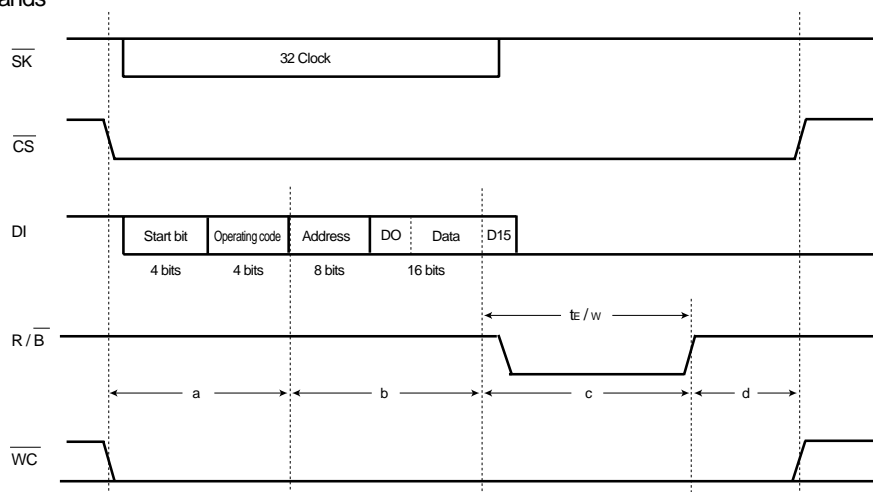 ands
SK
32 Clock
CS
DI
Start bit
Operating code
Address
DO
Data
D15
4 bits
4 bits
8 bits
16 bits
tE / W
R / B
a
b
c
d
WC